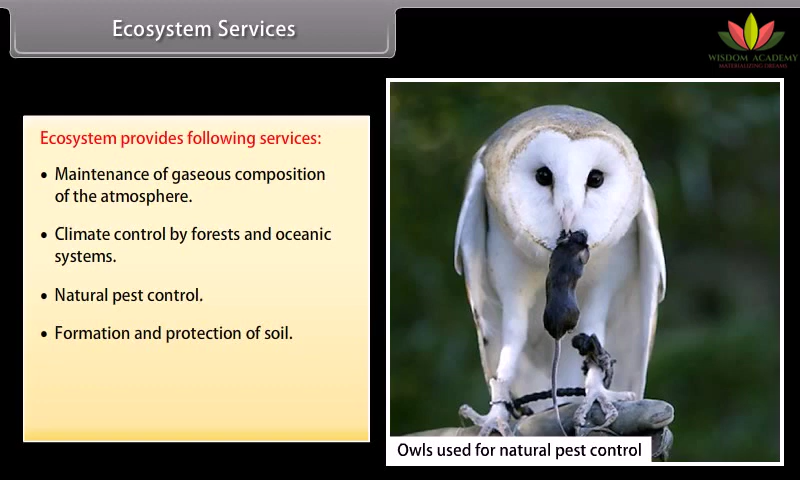 Ecosystem Services
WISDOM ACADEMY
MATERIALIZING DREAMS
Ecosystem provides following services:
• Maintenance of gaseous composition
of the atmosphere.
• Climate control by forests and oceanic
systems.
• Natural pest control.
• Formation and protection of soil.
Owls used for natural pest control